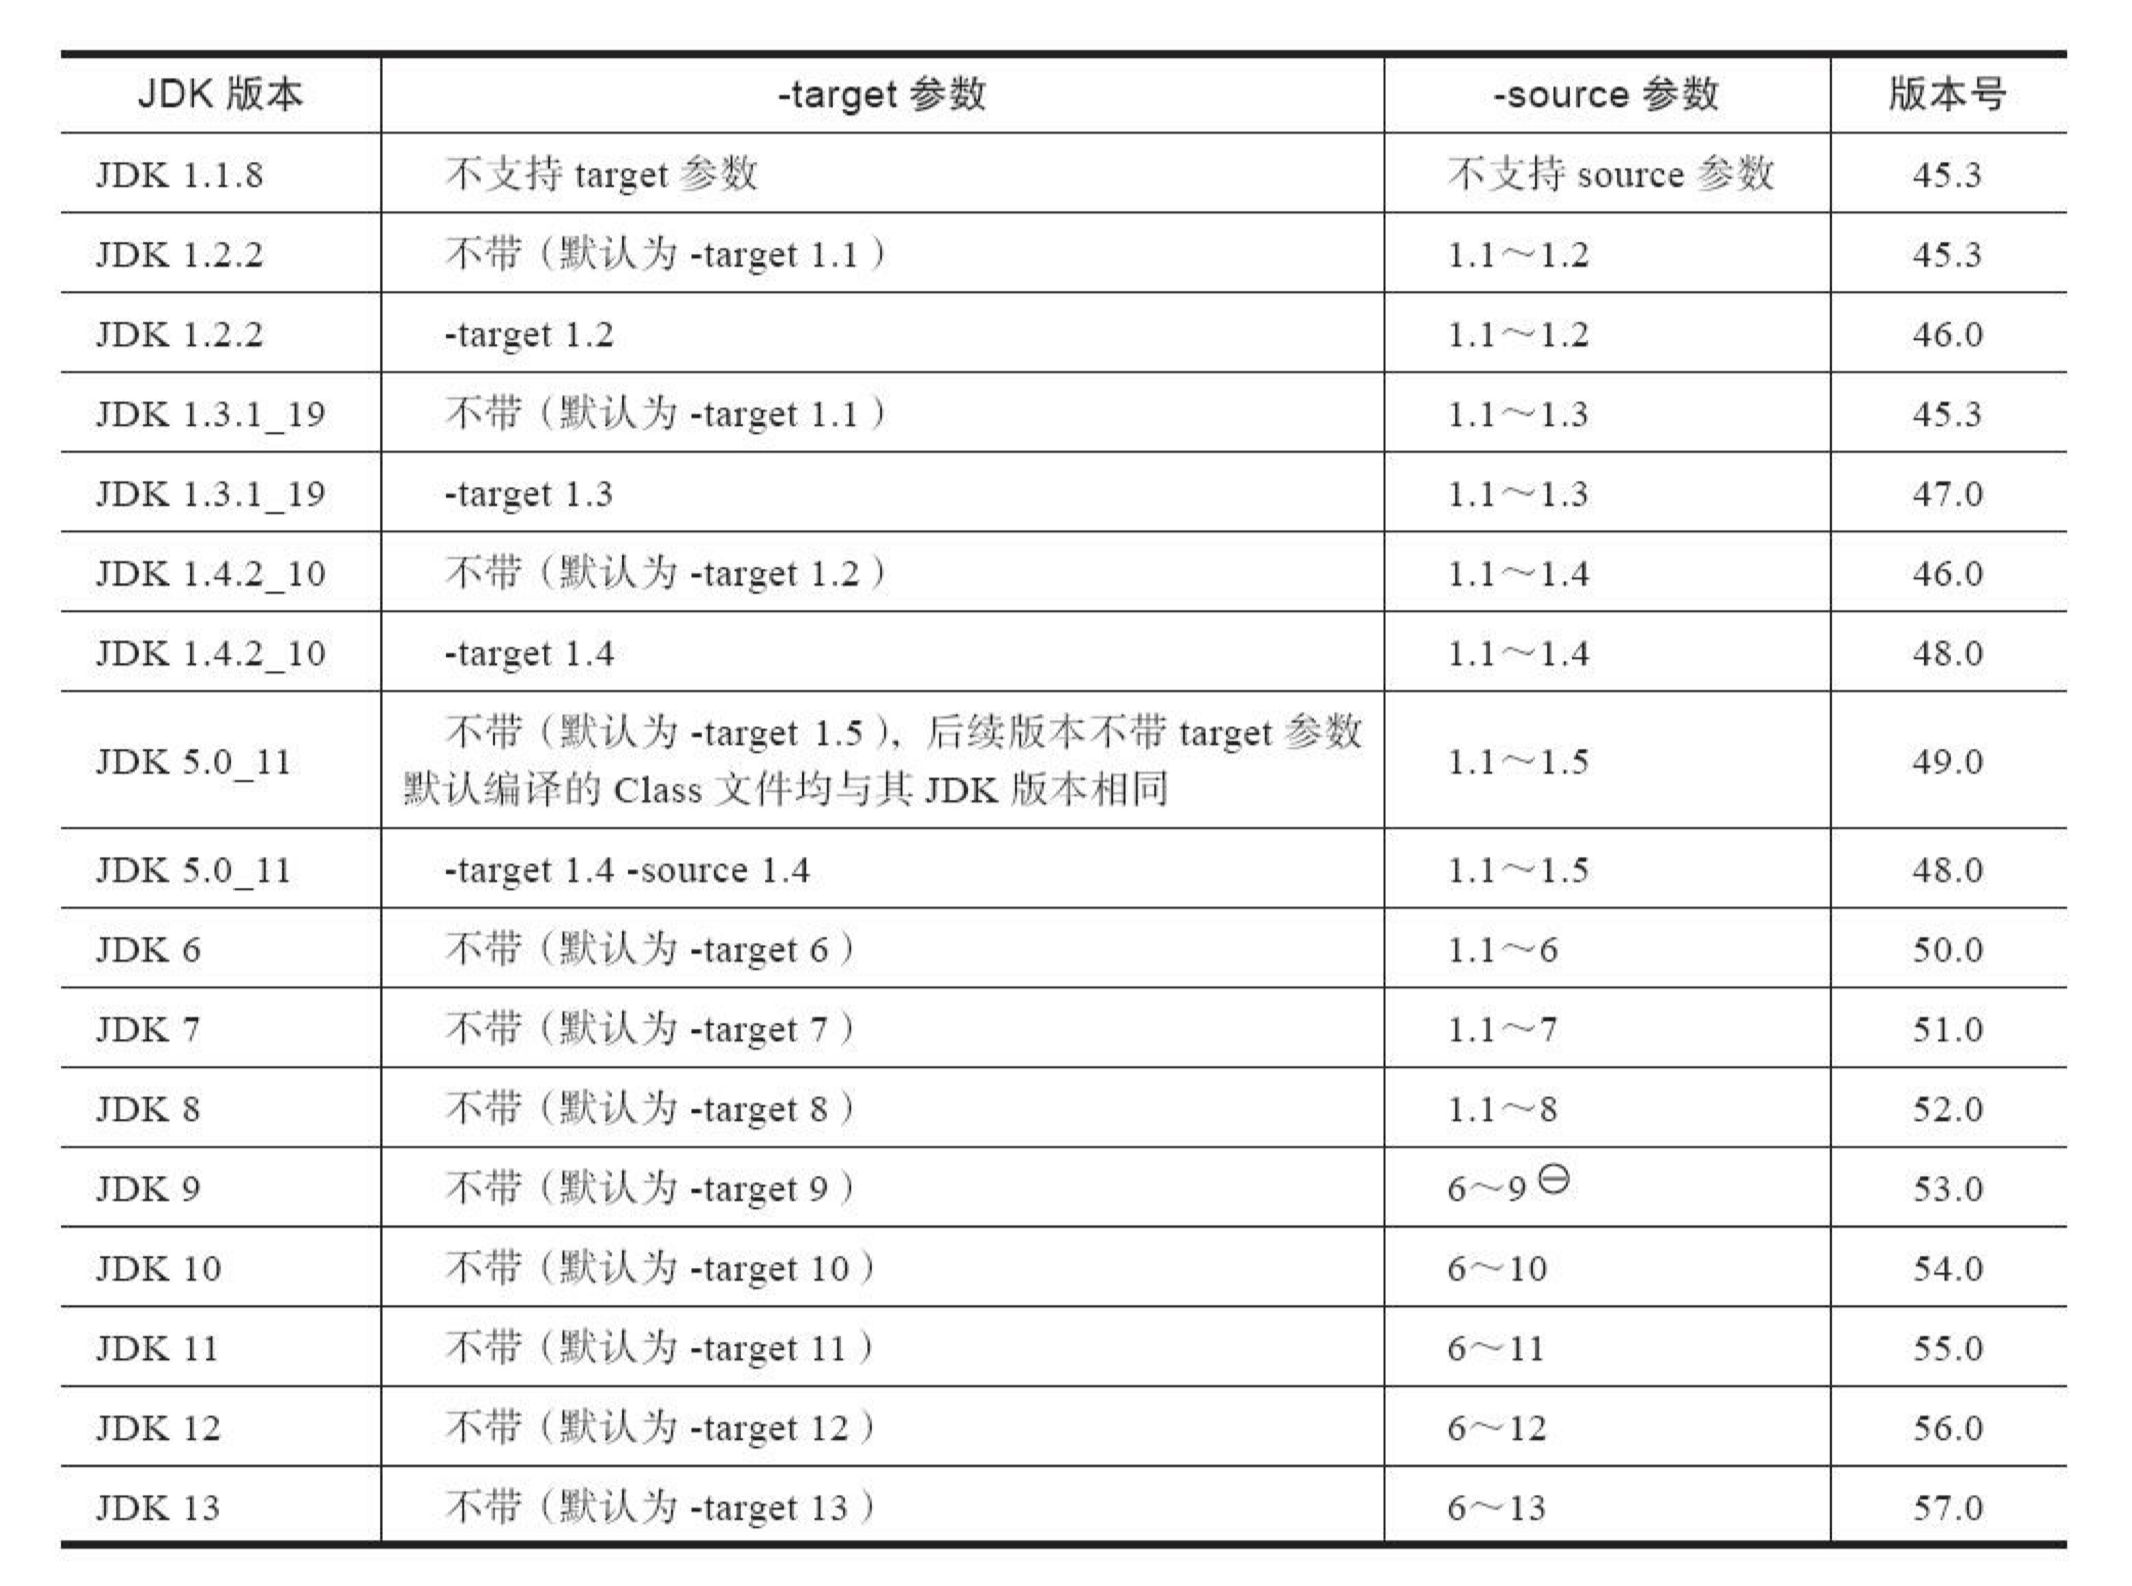 JDK 版本 -target 参数 -source 参数 版本号
JDK 1.1.8 不支持 target 参数 不支持 source 参数 45.3
JDK 1.2.2 不带（默认为 -target 1.1） 1.1～1.2 45.3
JDK 1.2.2 -target 1.2 1.1～1.2 46.0
JDK 1.3.1_19 不带（默认为 -target 1.1） 1.1～1.3 45.3
JDK 1.3.1_19 -target 1.3 1.1～1.3 47.0
JDK 1.4.2_10 不带（默认为 -target 1.2） 1.1～1.4 46.0
JDK 1.4.2_10 -target 1.4 1.1～1.4 48.0
JDK 5.0_11 不带（默认为 -target 1.5），后续版本不带 target 参数
默认编译的 Class 文件均与其 JDK 版本相同 1.1～1.5 49.0
JDK 5.0_11 -target 1.4 -source 1.4 1.1～1.5 48.0
JDK 6 不带（默认为 -target 6） 1.1～6 50.0
JDK 7 不带（默认为 -target 7） 1.1～7 51.0
JDK 8 不带（默认为 -target 8） 1.1～8 52.0
JDK 9 不带（默认为 -target 9） 6～9 ㊀ 53.0
JDK 10 不带（默认为 -target 10） 6～10 54.0
JDK 11 不带（默认为 -target 11） 6～11 55.0
JDK 12 不带（默认为 -target 12） 6～12 56.0
JDK 13 不带（默认为 -target 13） 6～13 57.0